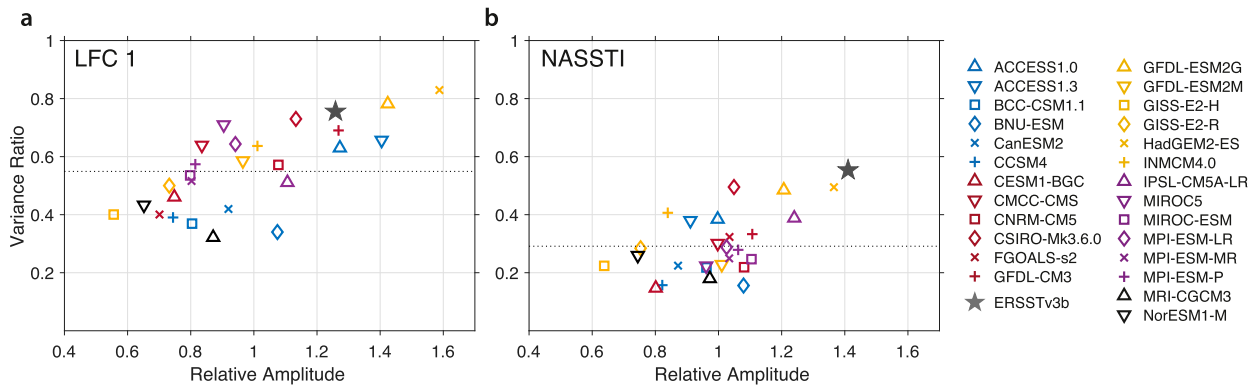 a
LFC 1
Variance Ratio
1
0.8
0.6
0.4
0.2
0.4 0.6 0.8 1 1.2 1.4 1.6
Relative Amplitude
b
NASSTI
1
0.8
0.6
0.4
0.2
0.4 0.6 0.8 1 1.2 1.4 1.6
Relative Amplitude
ACCESS1.0
ACCESS1.3
BCC-CSM1.1
BNU-ESM
CanESM2
CCSM4
CESM1-BGC
CMCC-CMS
CNRM-CM5
CSIRO-Mk3.6.0
FGOALS-s2
GFDL-CM3
ERSSTv3b
GFDL-ESM2G
GFDL-ESM2M
GISS-E2-H
GISS-E2-R
HadGEM2-ES
INMCM4.0
IPSL-CM5A-LR
MIROC5
MIROC-ESM
MPI-ESM-LR
MPI-ESM-MR
MPI-ESM-P
MRI-CGCM3
NorESM1-M